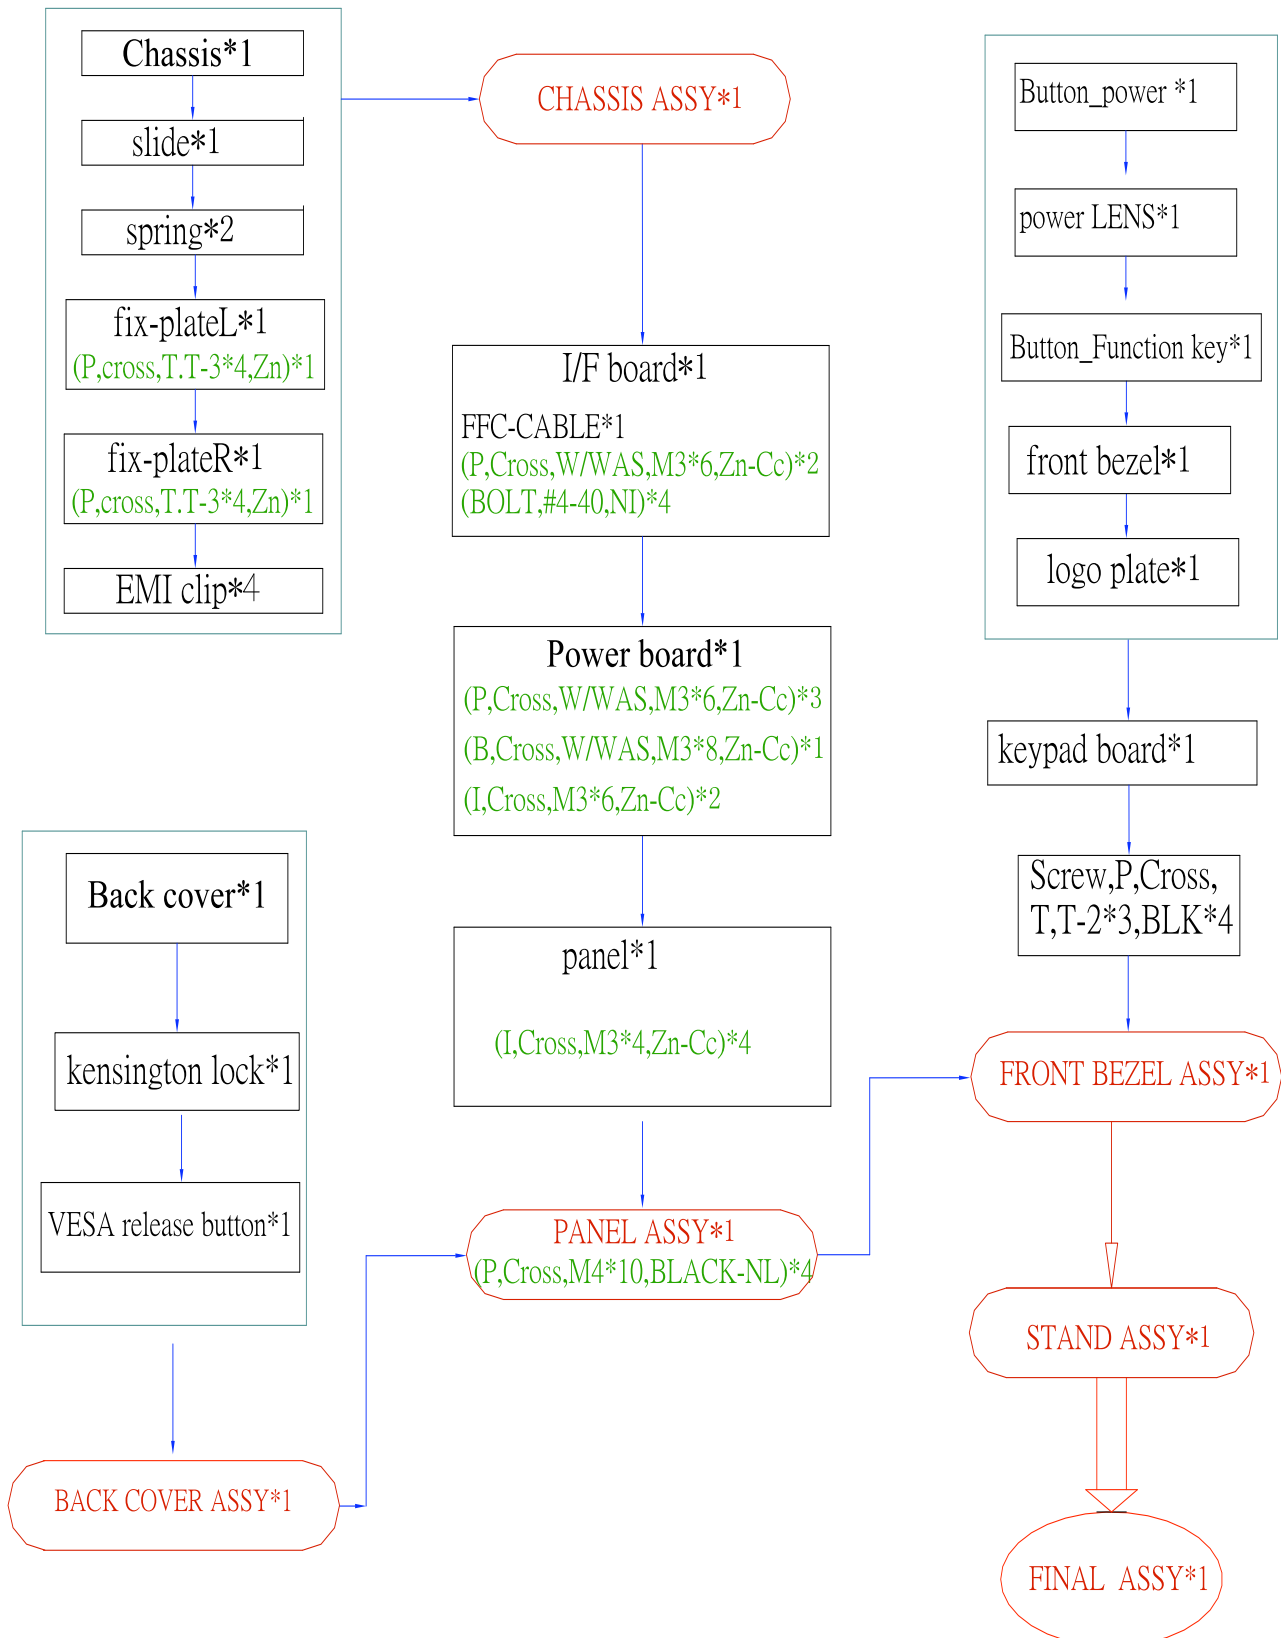 Chassis*1
slide*1
spring*2
fix-plateL*1
(P,cross,T.T-3*4,Zn)*1
fix-plateR*1
(P,cross,T.T-3*4,Zn)*1
EMI clip*4
Back cover*1
kensington lock*1
VESA release button*1
BACK COVER ASSY*1
CHASSIS ASSY*1
I/F board*1
FFC-CABLE*1
(P,Cross,W/WAS,M3*6,Zn-Cc)*2
(BOLT,#4-40,NI)*4
Power board*1
(P,Cross,W/WAS,M3*6,Zn-Cc)*3
(B,Cross,W/WAS,M3*8,Zn-Cc)*1
(I,Cross,M3*6,Zn-Cc)*2
panel*1
(I,Cross,M3*4,Zn-Cc)*4
PANEL ASSY*1
(P,Cross,M4*10,BLACK-NL)*4
Button_power *1
power LENS*1
Button_Function key*1
front bezel*1
logo plate*1
keypad board*1
Screw,P,Cross,
T,T-2*3,BLK*4
FRONT BEZEL ASSY*1
STAND ASSY*1
FINAL ASSY*1